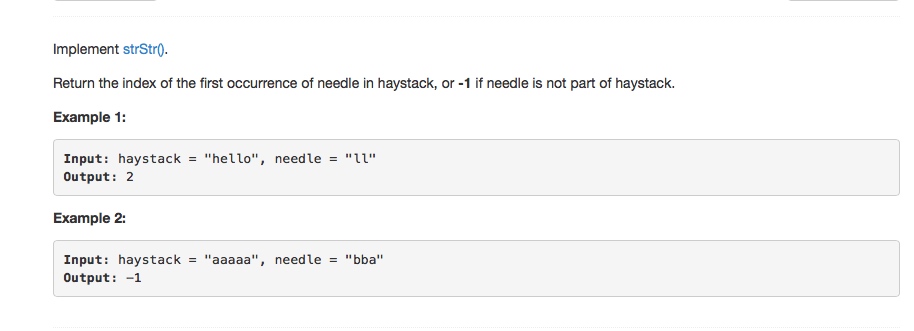 Implement strStr().
Return the index of the first occurrence of needle in haystack, or -1 if needle is not part of haystack.
Example 1:
Input: haystack = "hello", needle = "ll"
Output: 2
Example 2:
Input: haystack = "aaaaa", needle = "bba"
Output: -1